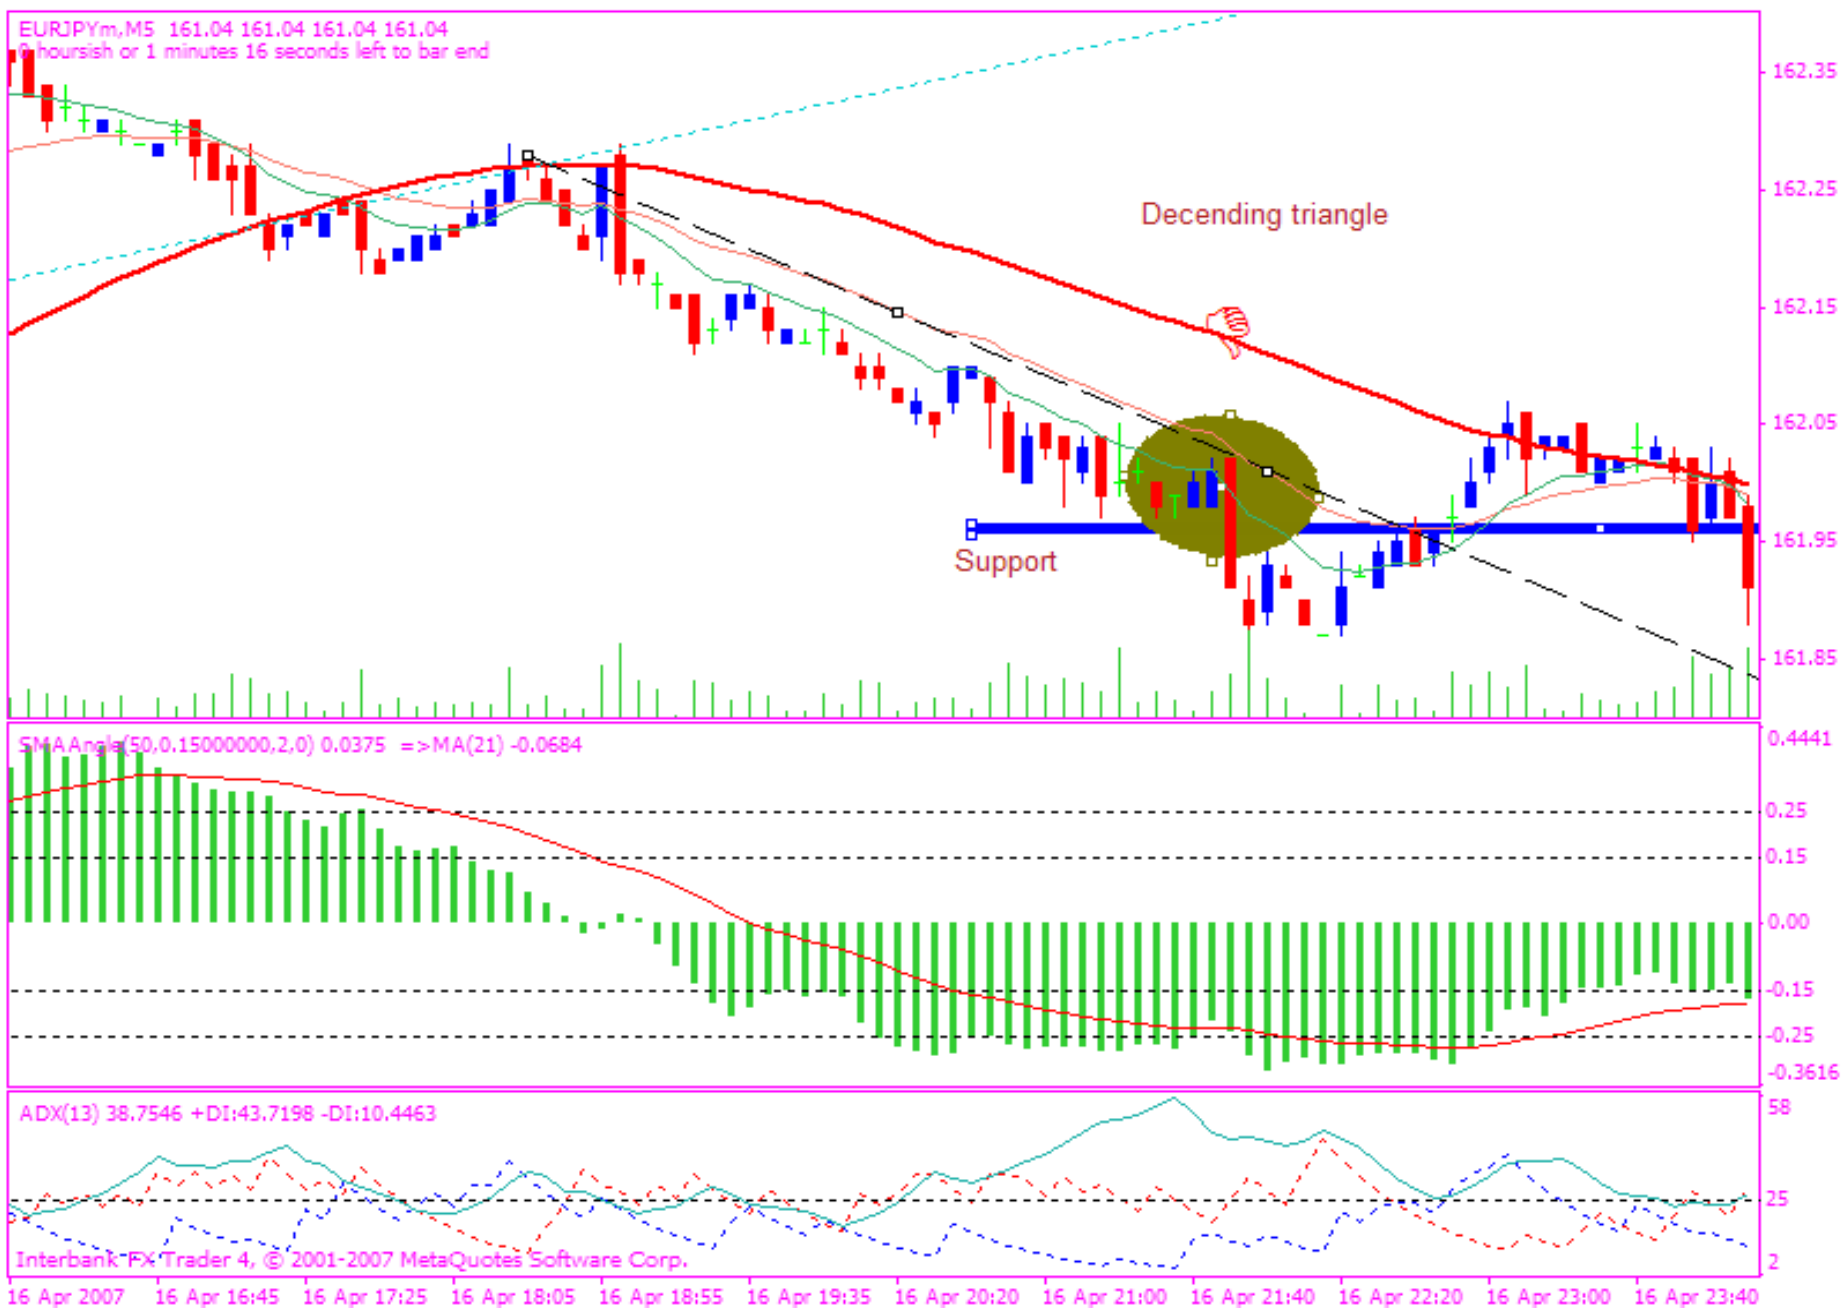 EURJPYm,M5 161.04 161.04 161.04 161.04
0 hoursish or 1 minutes 16 seconds left to bar end
162.35
162.25
Decending triangle
162.15
162.05
161.95
Support
161.85
SMAAngle(50,0.15000000,2,0) 0.0375 =>MA(21) -0.0684
0.4441
0.25
0.15
0.00
-0.15
-0.25
-0.3616
ADX(13) 38.7546 +DI:43.7198 -DI:10.4463
58
25
Interbank FX Trader 4, © 2001-2007 MetaQuotes Software Corp.
2
16 Apr 2007 16 Apr 16:45 16 Apr 17:25 16 Apr 18:05 16 Apr 18:55 16 Apr 19:35 16 Apr 20:20 16 Apr 21:00 16 Apr 21:40 16 Apr 22:20 16 Apr 23:00 16 Apr 23:40